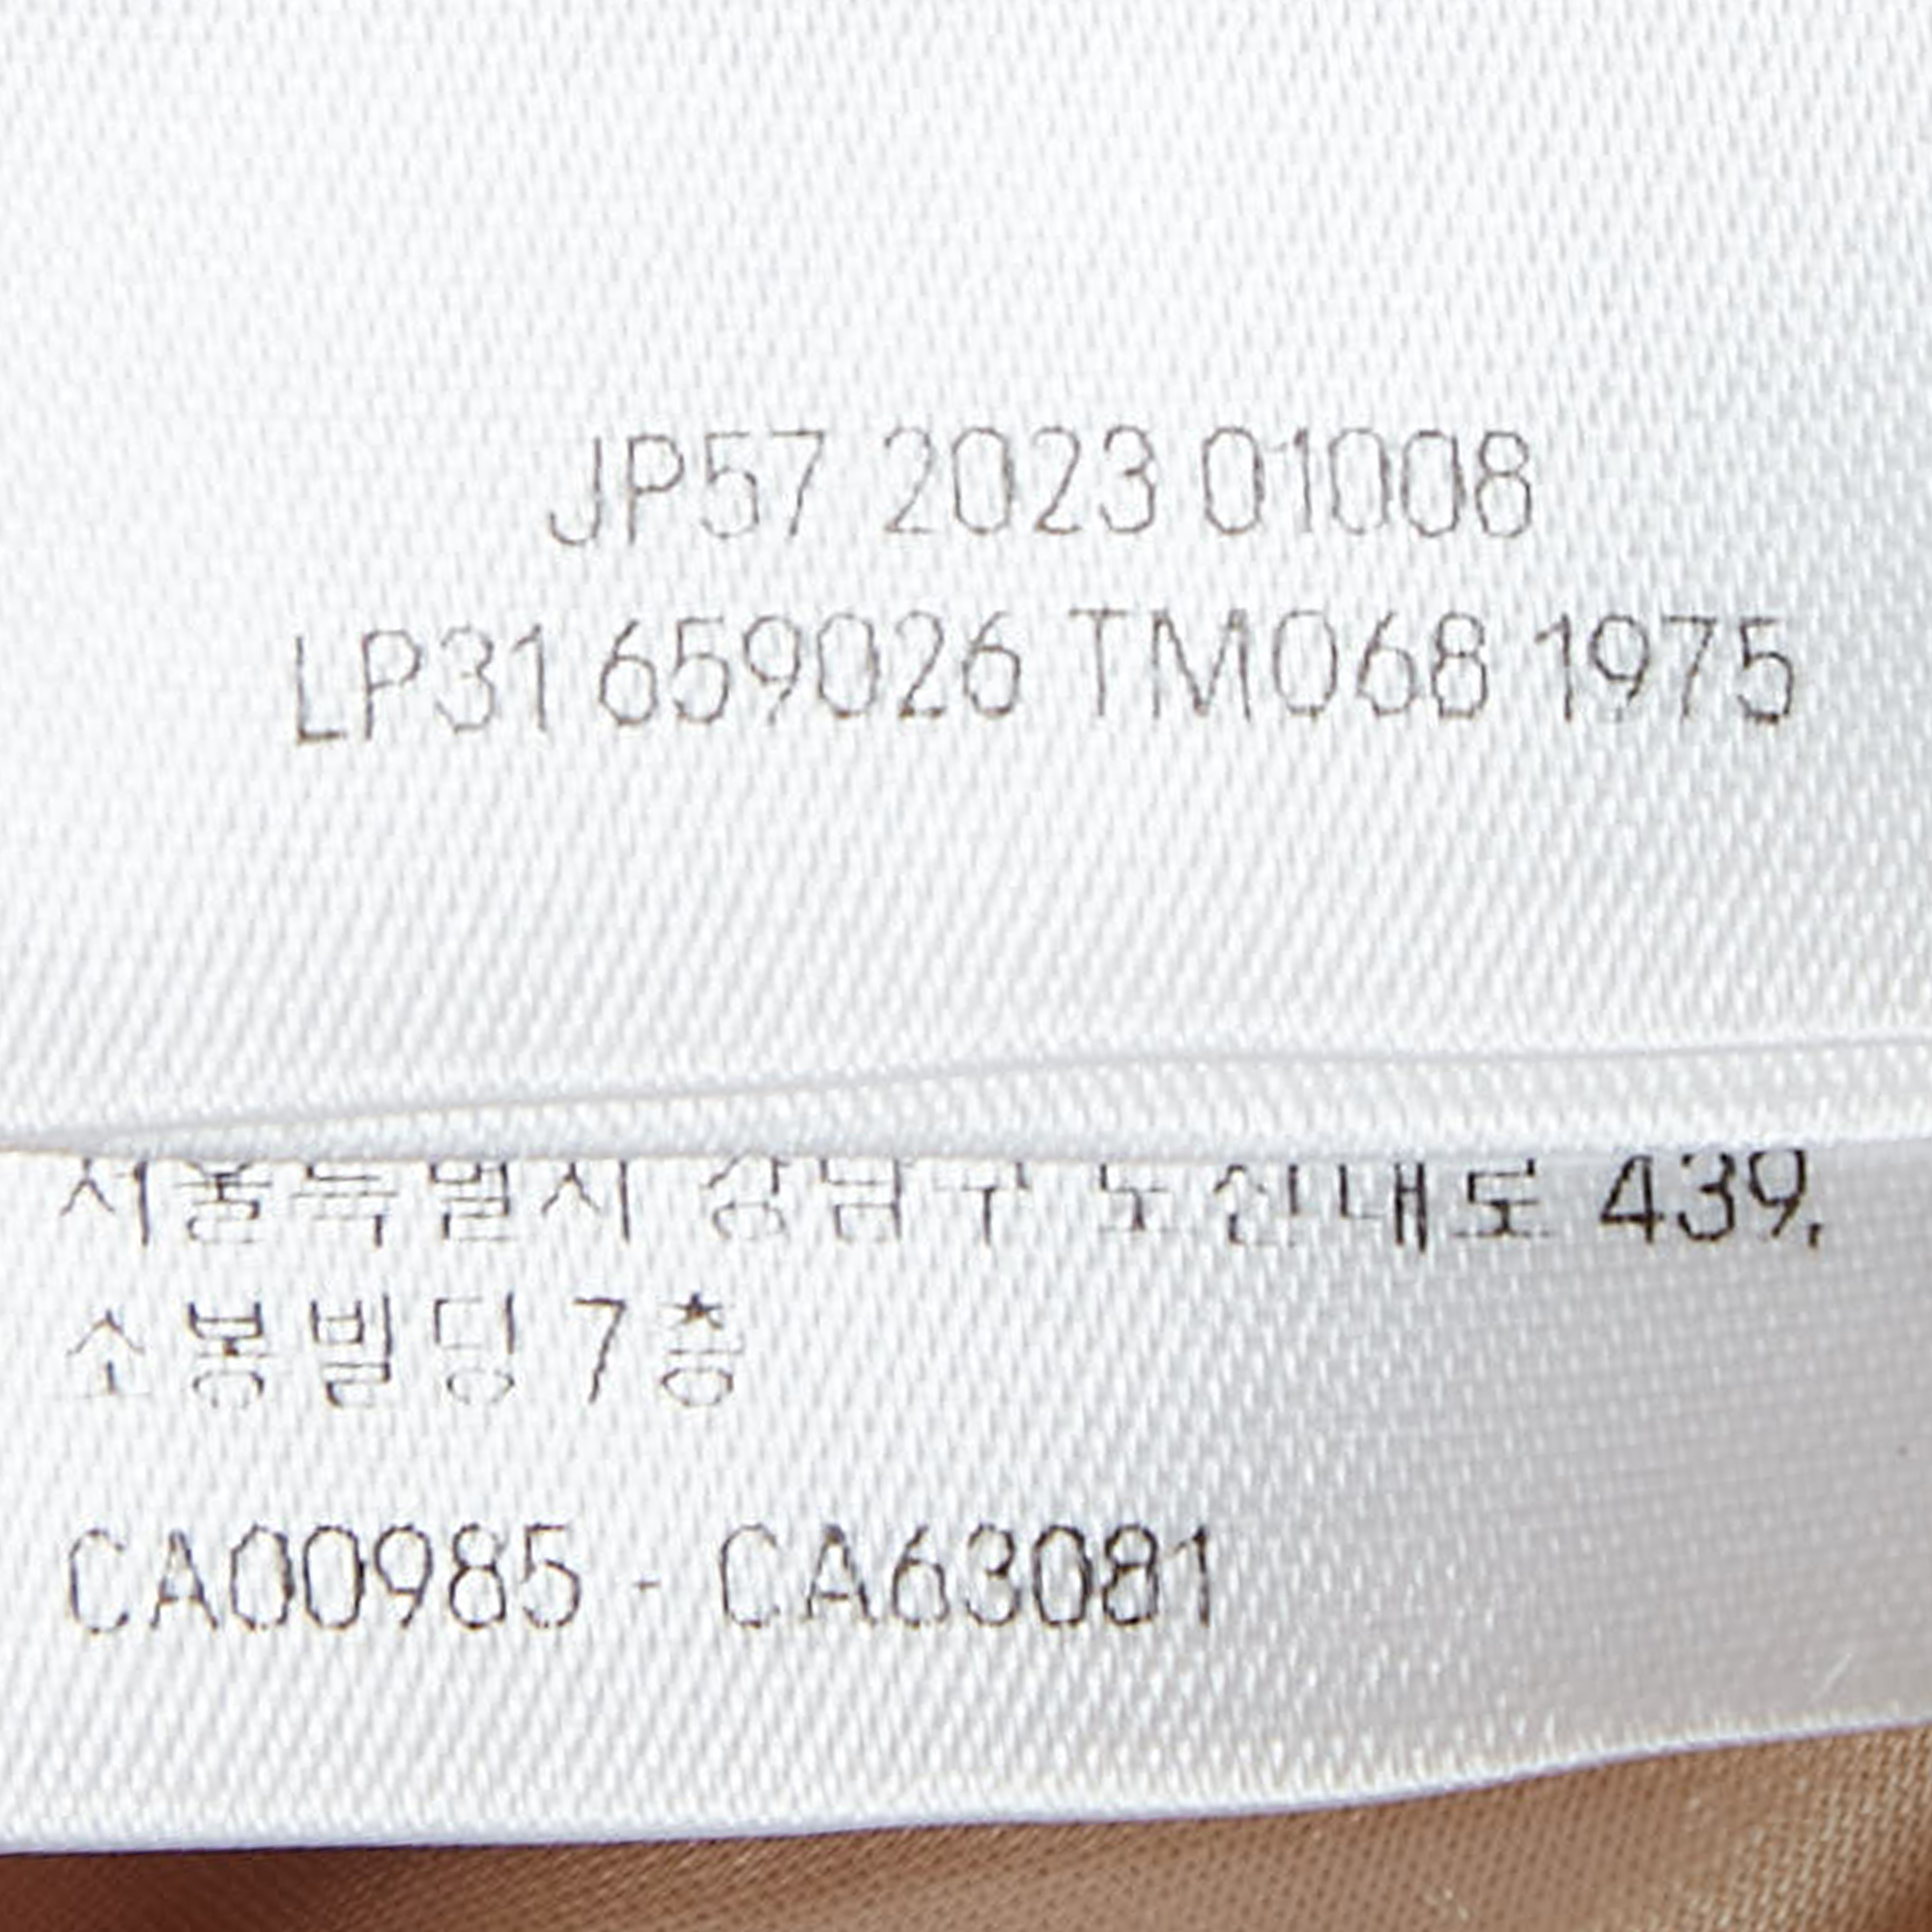 JP57 2023 01008
LP31 659026 TM068 1975
서울특별시 강남구 도산대로 439,
소봉빌딩 7층
CA00985 - CA63081